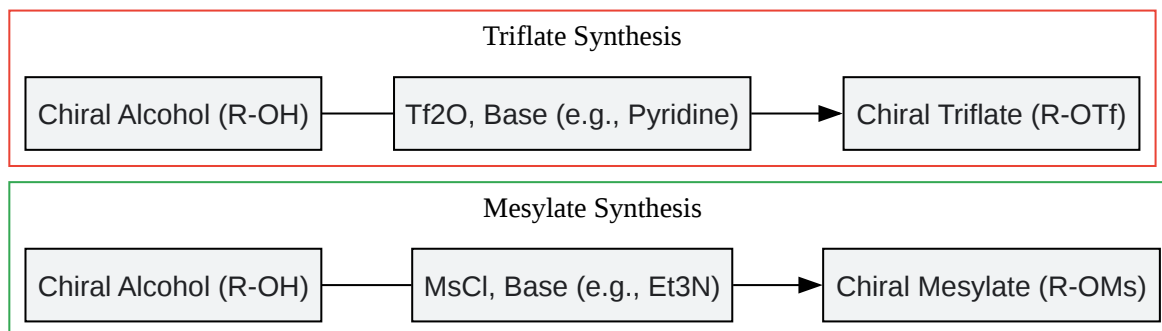 Triflate Synthesis
Chiral Alcohol (R-OH)
Tf2O, Base (e.g., Pyridine)
Chiral Triflate (R-OTf)
Mesylate Synthesis
Chiral Alcohol (R-OH)
MsCl, Base (e.g., Et3N)
Chiral Mesylate (R-OMs)